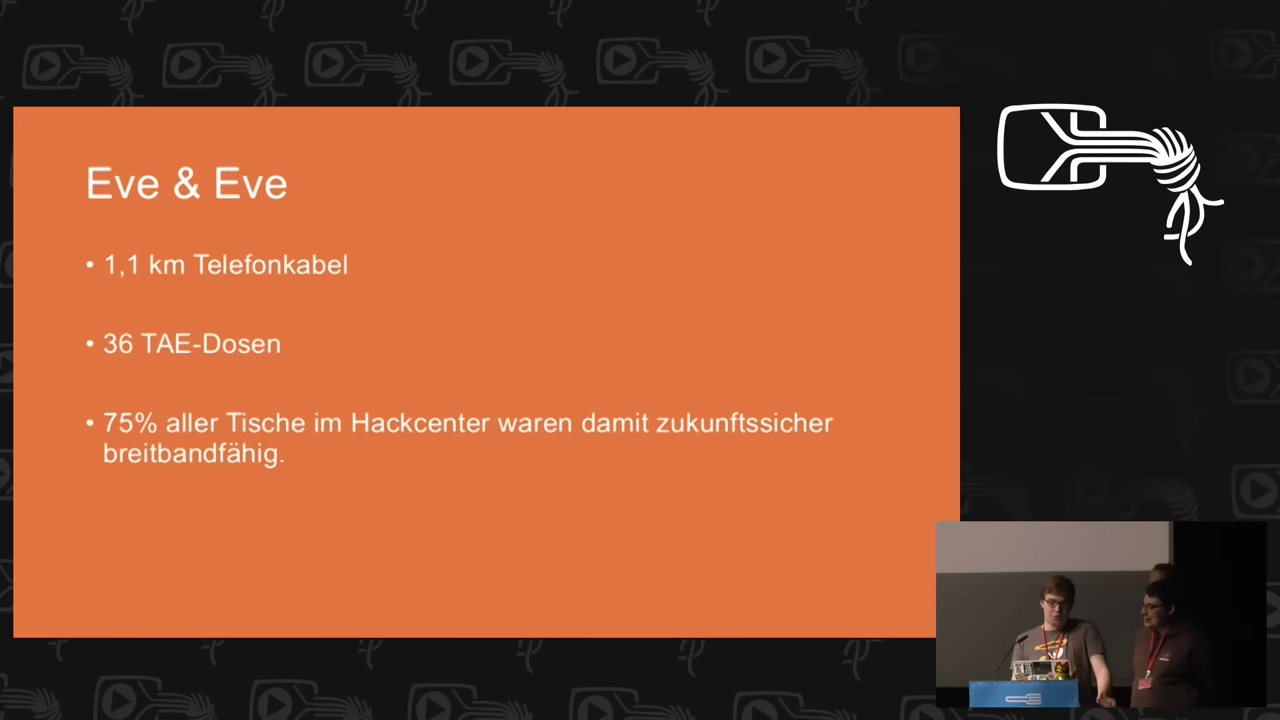 Eve & Eve
• 1,1 km Telefonkabel
• 36 TAE-Dosen
• 75% aller Tische im Hackcenter waren damit zukunftssicher
breitbandfähig.